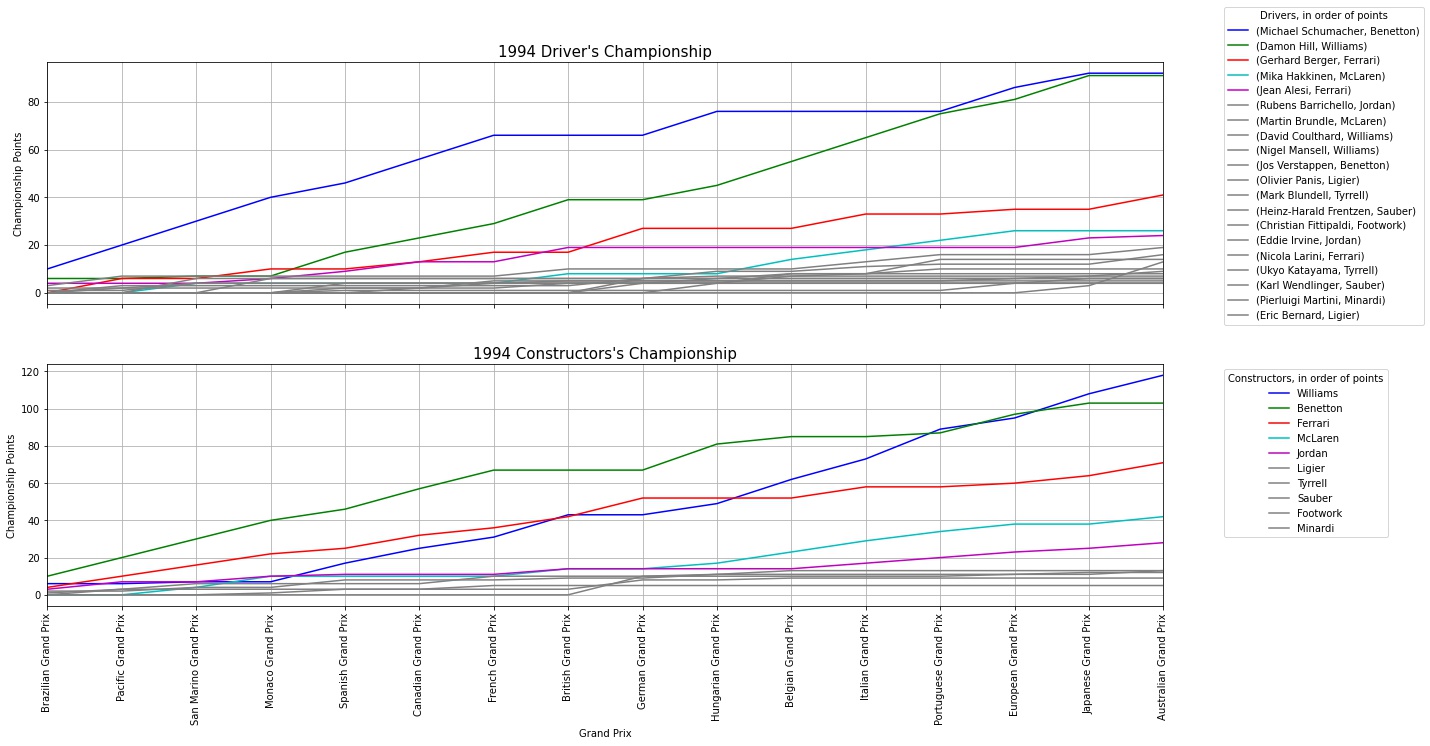 1994 Driver's Championship
Championship Points
80
60
40
20
0
Drivers, in order of points
(Michael Schumacher, Benetton)
(Damon Hill, Williams)
(Gerhard Berger, Ferrari)
(Mika Hakkinen, McLaren)
(Jean Alesi, Ferrari)
(Rubens Barrichello, Jordan)
(Martin Brundle, McLaren)
(David Coulthard, Williams)
(Nigel Mansell, Williams)
(Jos Verstappen, Benetton)
(Olivier Panis, Ligier)
(Mark Blundell, Tyrrell)
(Heinz-Harald Frentzen, Sauber)
(Christian Fittipaldi, Footwork)
(Eddie Irvine, Jordan)
(Nicola Larini, Ferrari)
(Ukyo Katayama, Tyrrell)
(Karl Wendlinger, Sauber)
(Pierluigi Martini, Minardi)
(Eric Bernard, Ligier)
1994 Constructors's Championship
Championship Points
120
100
80
60
40
20
0
Constructors, in order of points
Williams
Benetton
Ferrari
McLaren
Jordan
Ligier
Tyrrell
Sauber
Footwork
Minardi
Brazilian Grand Prix
Pacific Grand Prix
San Marino Grand Prix
Monaco Grand Prix
Spanish Grand Prix
Canadian Grand Prix
French Grand Prix
British Grand Prix
German Grand Prix
Hungarian Grand Prix
Belgian Grand Prix
Italian Grand Prix
Portuguese Grand Prix
European Grand Prix
Japanese Grand Prix
Australian Grand Prix
Grand Prix